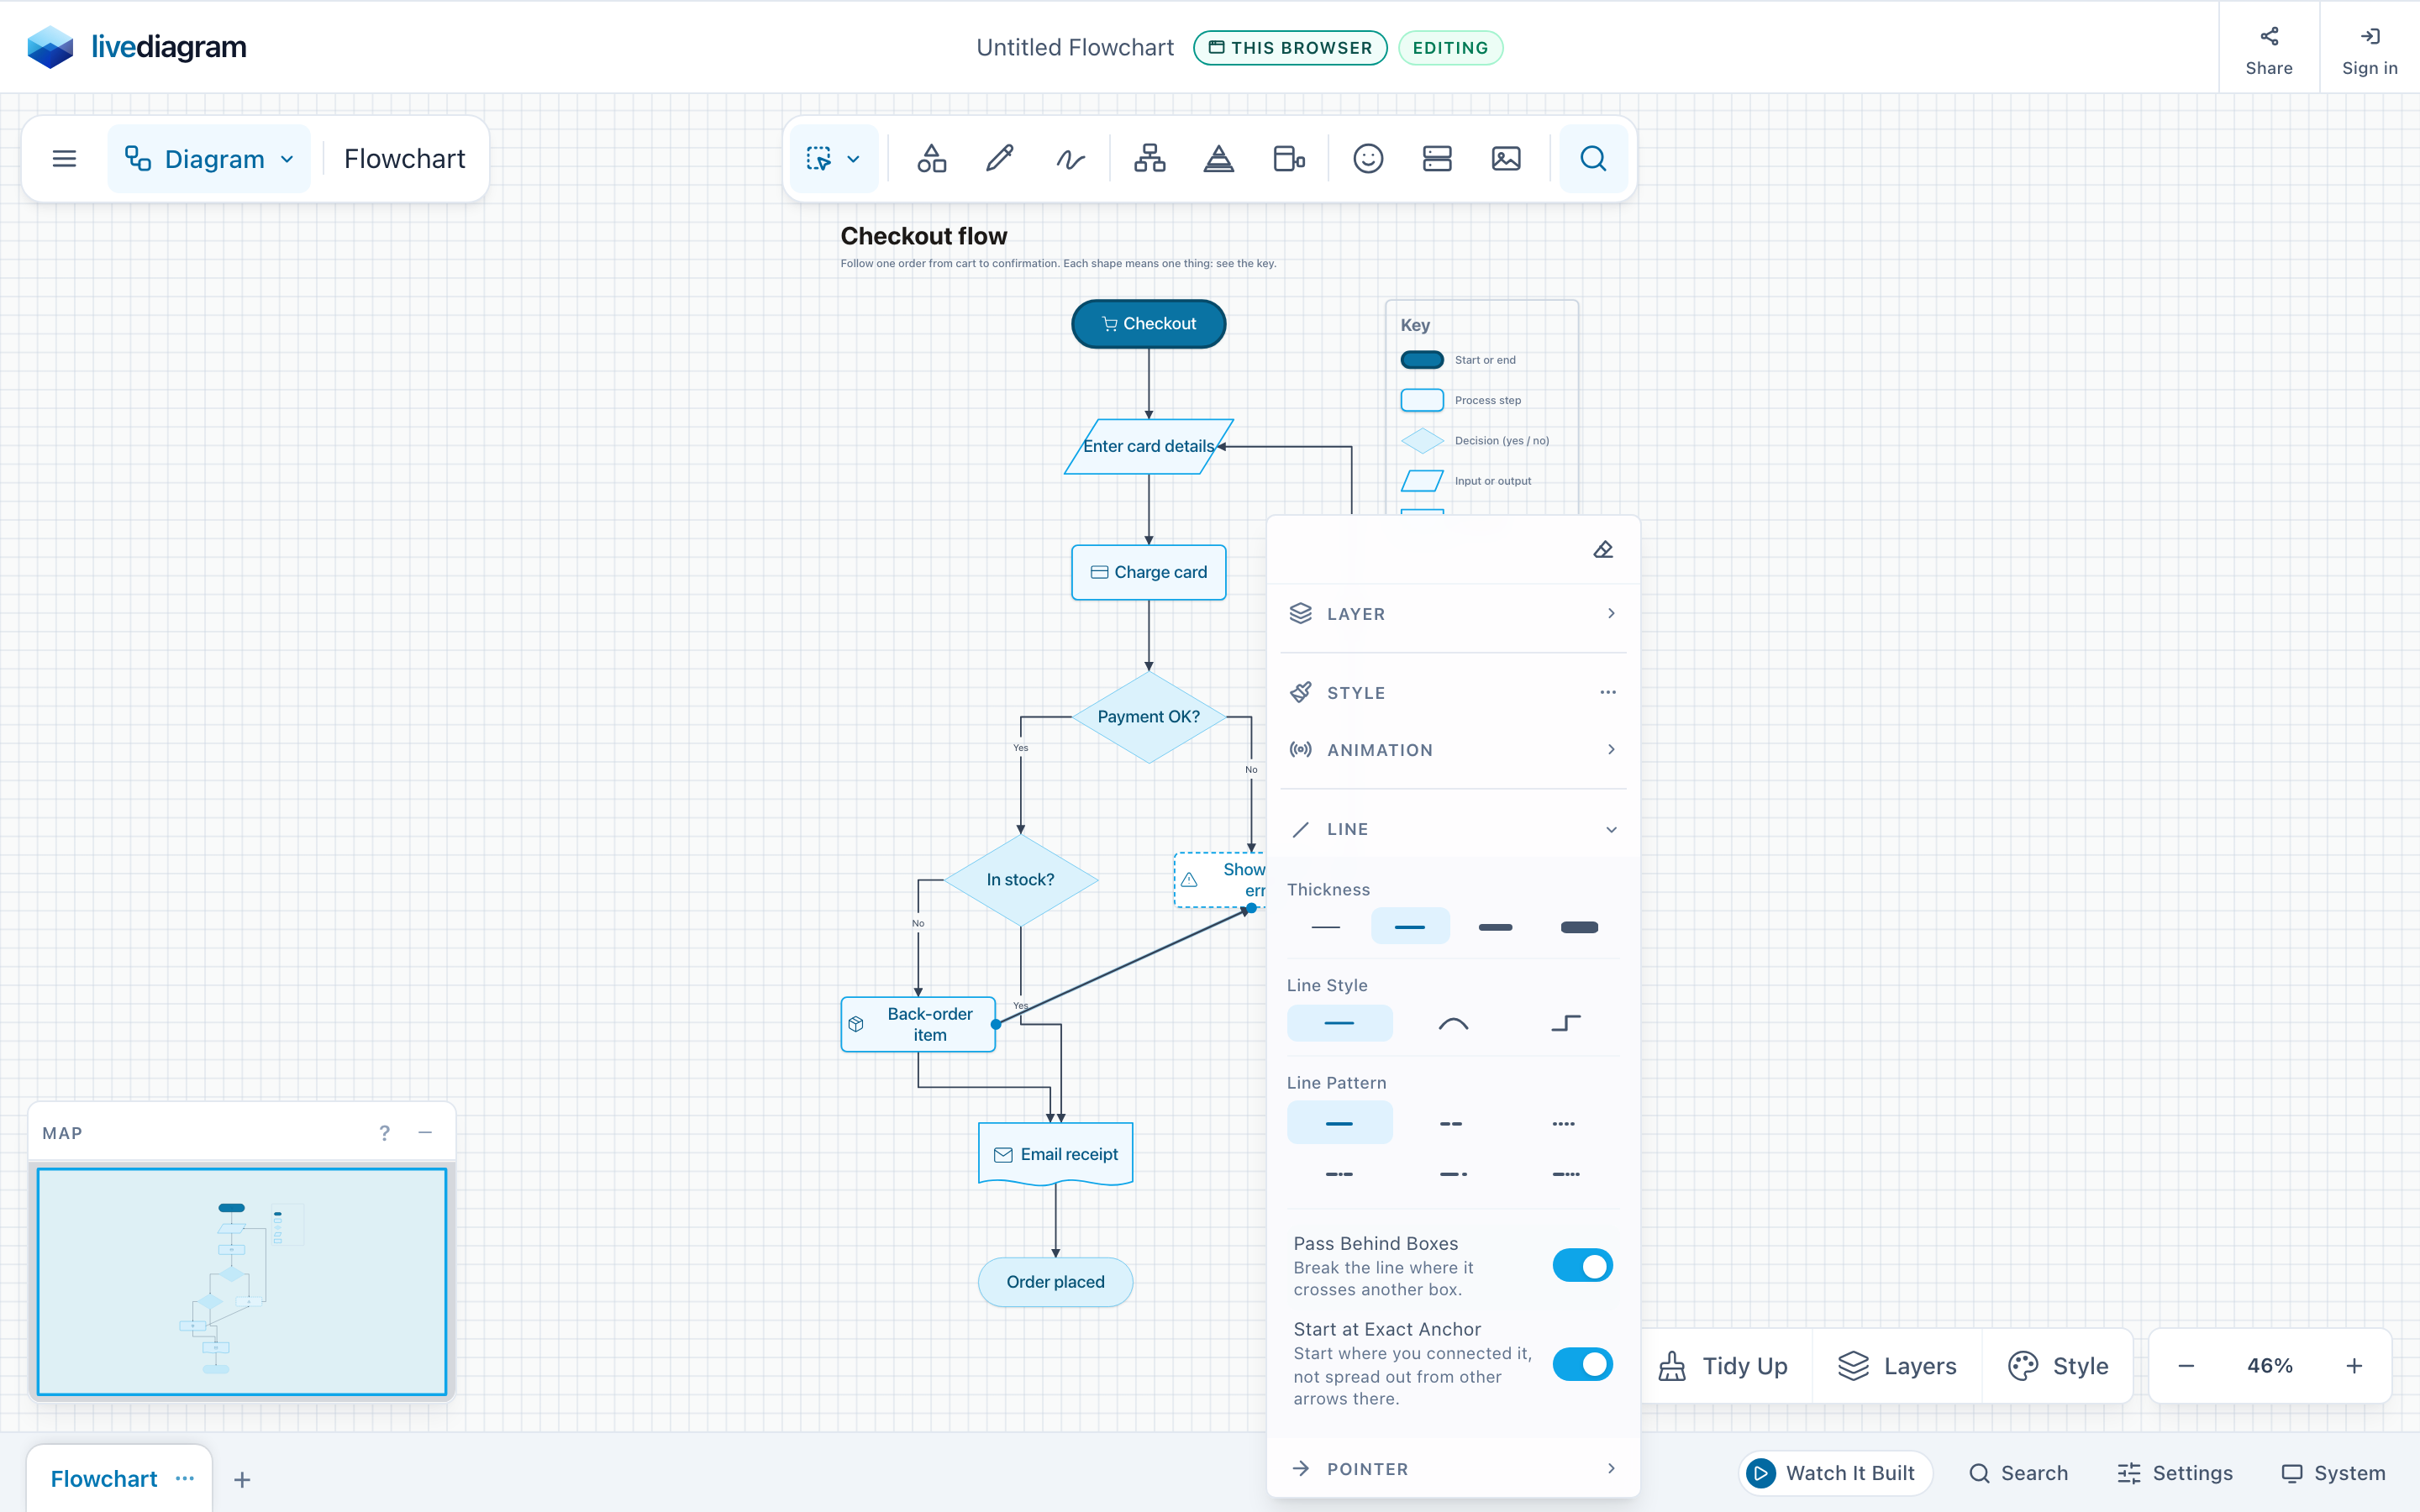 livediagram
Untitled Flowchart
THIS BROWSER
EDITING
Share
Sign in
Diagram
Flowchart
Checkout flow
Follow one order from cart to confirmation. Each shape means one thing: see the key.
Checkout
Key
Start or end
Process step
Decision (yes / no)
Input or output
Enter card details
Charge card
Payment OK?
Yes
No
In stock?
Show
err
No
Yes
Back-order
item
Email receipt
Order placed
LAYER
STYLE
ANIMATION
LINE
Thickness
Line Style
Line Pattern
Pass Behind Boxes
Break the line where it
crosses another box.
Start at Exact Anchor
Start where you connected it,
not spread out from other
arrows there.
POINTER
MAP
?
Tidy Up
Layers
Style
46%
Flowchart
Watch It Built
Search
Settings
System